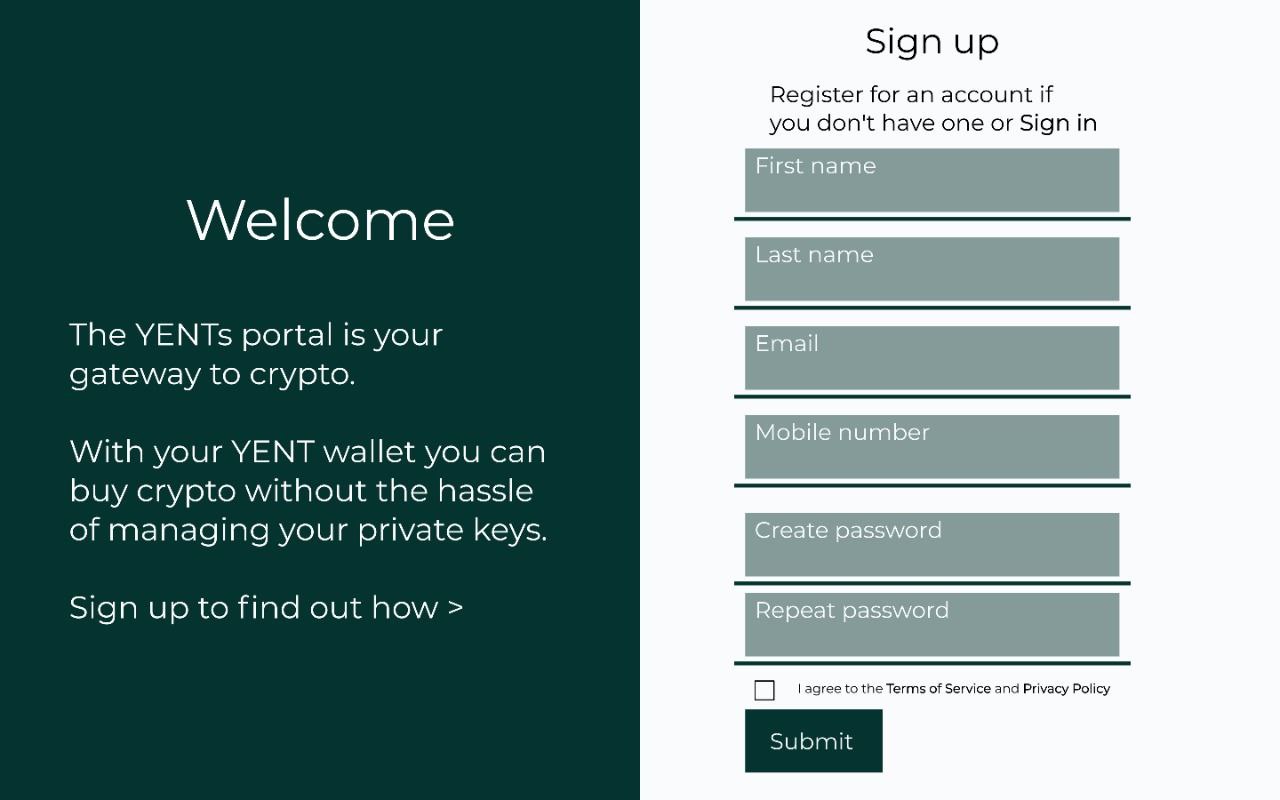 Welcome
The YENTs portal is your
gateway to crypto.
With your YENT wallet you can
buy crypto without the hassle
of managing your private keys.
Sign up to find out how >
Sign up
Register for an account if
you don't have one or Sign in
First name
Last name
Email
Mobile number
Create password
Repeat password
I agree to the Terms of Service and Privacy Policy
Submit